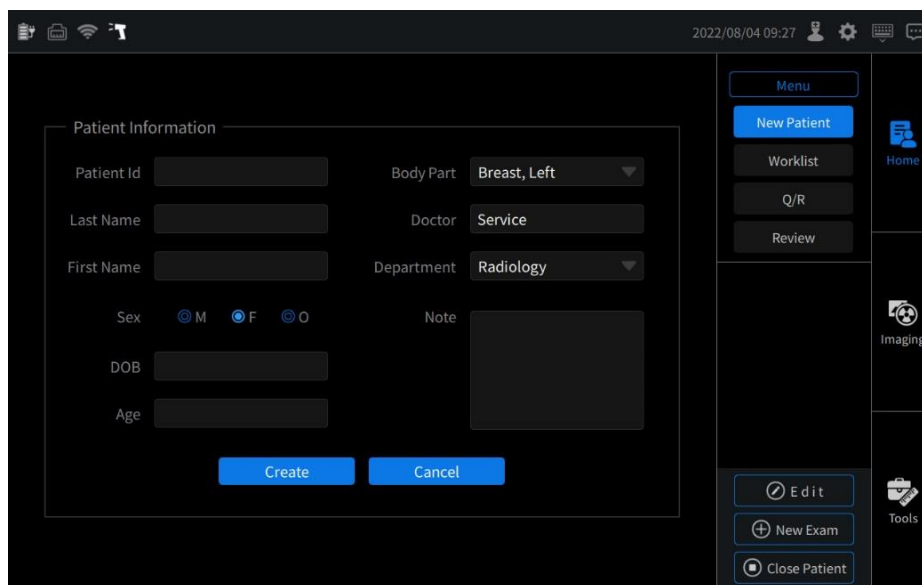 2022/08/04 09:27
Patient Information
Patient Id
Body Part Breast, Left
Last Name
Doctor Service
First Name
Department Radiology
Sex M F O
Note
DOB
Age
Create Cancel
Menu
New Patient
Worklist
Q/R
Review
Edit
New Exam
Close Patient
Home
Imaging
Tools